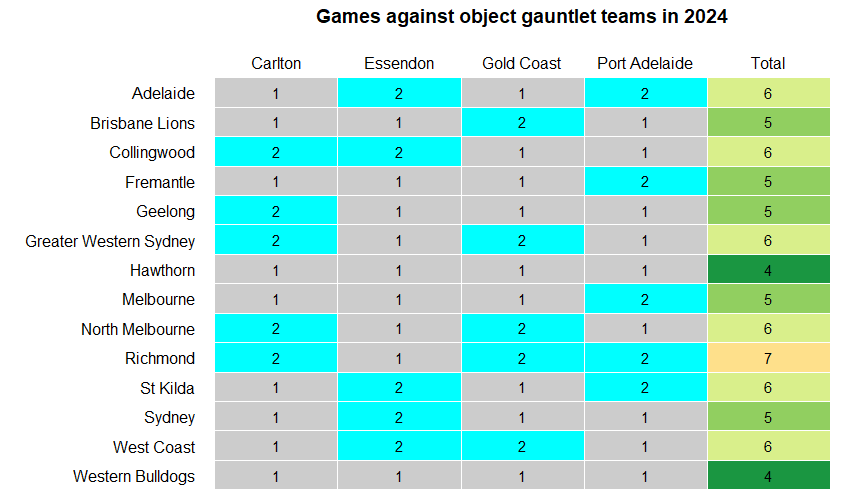 Games against object gauntlet teams in 2024
Carlton Essendon Gold Coast Port Adelaide Total
Adelaide 1 2 1 2 6
Brisbane Lions 1 1 2 1 5
Collingwood 2 2 1 1 6
Fremantle 1 1 1 2 5
Geelong 2 1 1 1 5
Greater Western Sydney 2 1 2 1 6
Hawthorn 1 1 1 1 4
Melbourne 1 1 1 2 5
North Melbourne 2 1 2 1 6
Richmond 2 1 2 2 7
St Kilda 1 2 1 2 6
Sydney 1 2 1 1 5
West Coast 1 2 2 1 6
Western Bulldogs 1 1 1 1 4